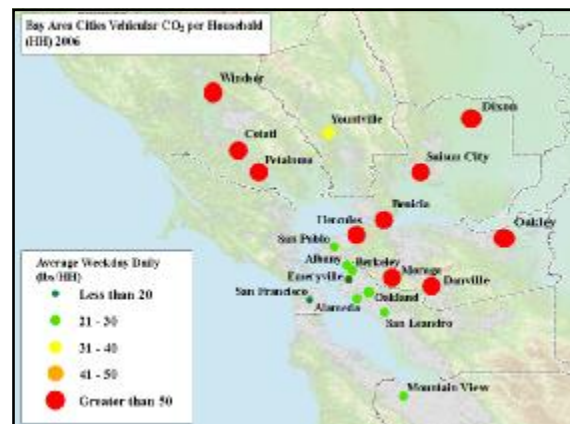 Bay Area Cities Vehicular CO₂ per Household
(HH) 2006
Windsor
Dixon
Yountville
Cotati
Petaluma
Suisun City
Benicia
Hercules
Oakley
San Pablo
Albany
Berkeley
Emeryville
Moraga
Danville
San Francisco
Oakland
Alameda
San Leandro
Mountain View
Average Weekday Daily
(lbs/HH)
Less than 20
21 - 30
31 - 40
41 - 50
Greater than 50